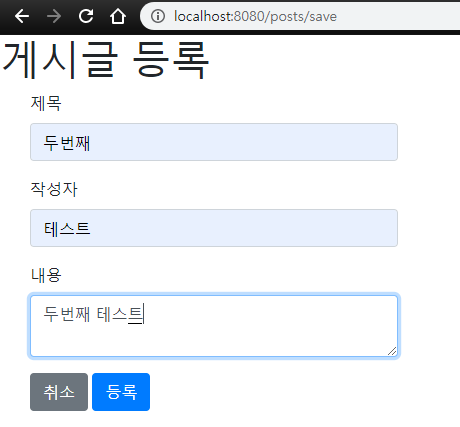 localhost:8080/posts/save
게시글 등록
제목
두번째
작성자
테스트
내용
두번째 테스트
취소 등록